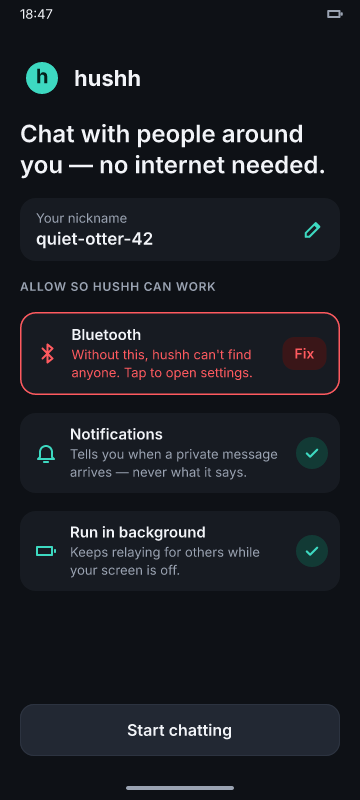 18:47
h hushh
Chat with people around
you — no internet needed.
Your nickname
quiet-otter-42
ALLOW SO HUSHH CAN WORK
Bluetooth
Without this, hushh can't find
anyone. Tap to open settings.
Fix
Notifications
Tells you when a private message
arrives — never what it says.
Run in background
Keeps relaying for others while
your screen is off.
Start chatting